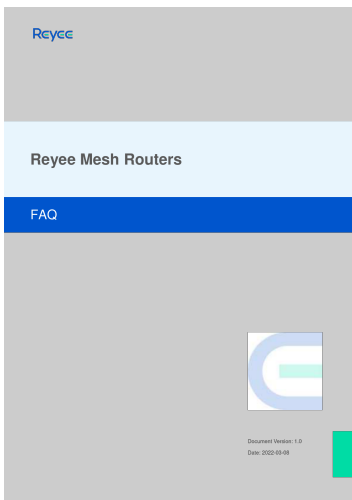 Reyee
Reyee Mesh Routers
FAQ
Document Version: 1.0
Date: 2022-03-08